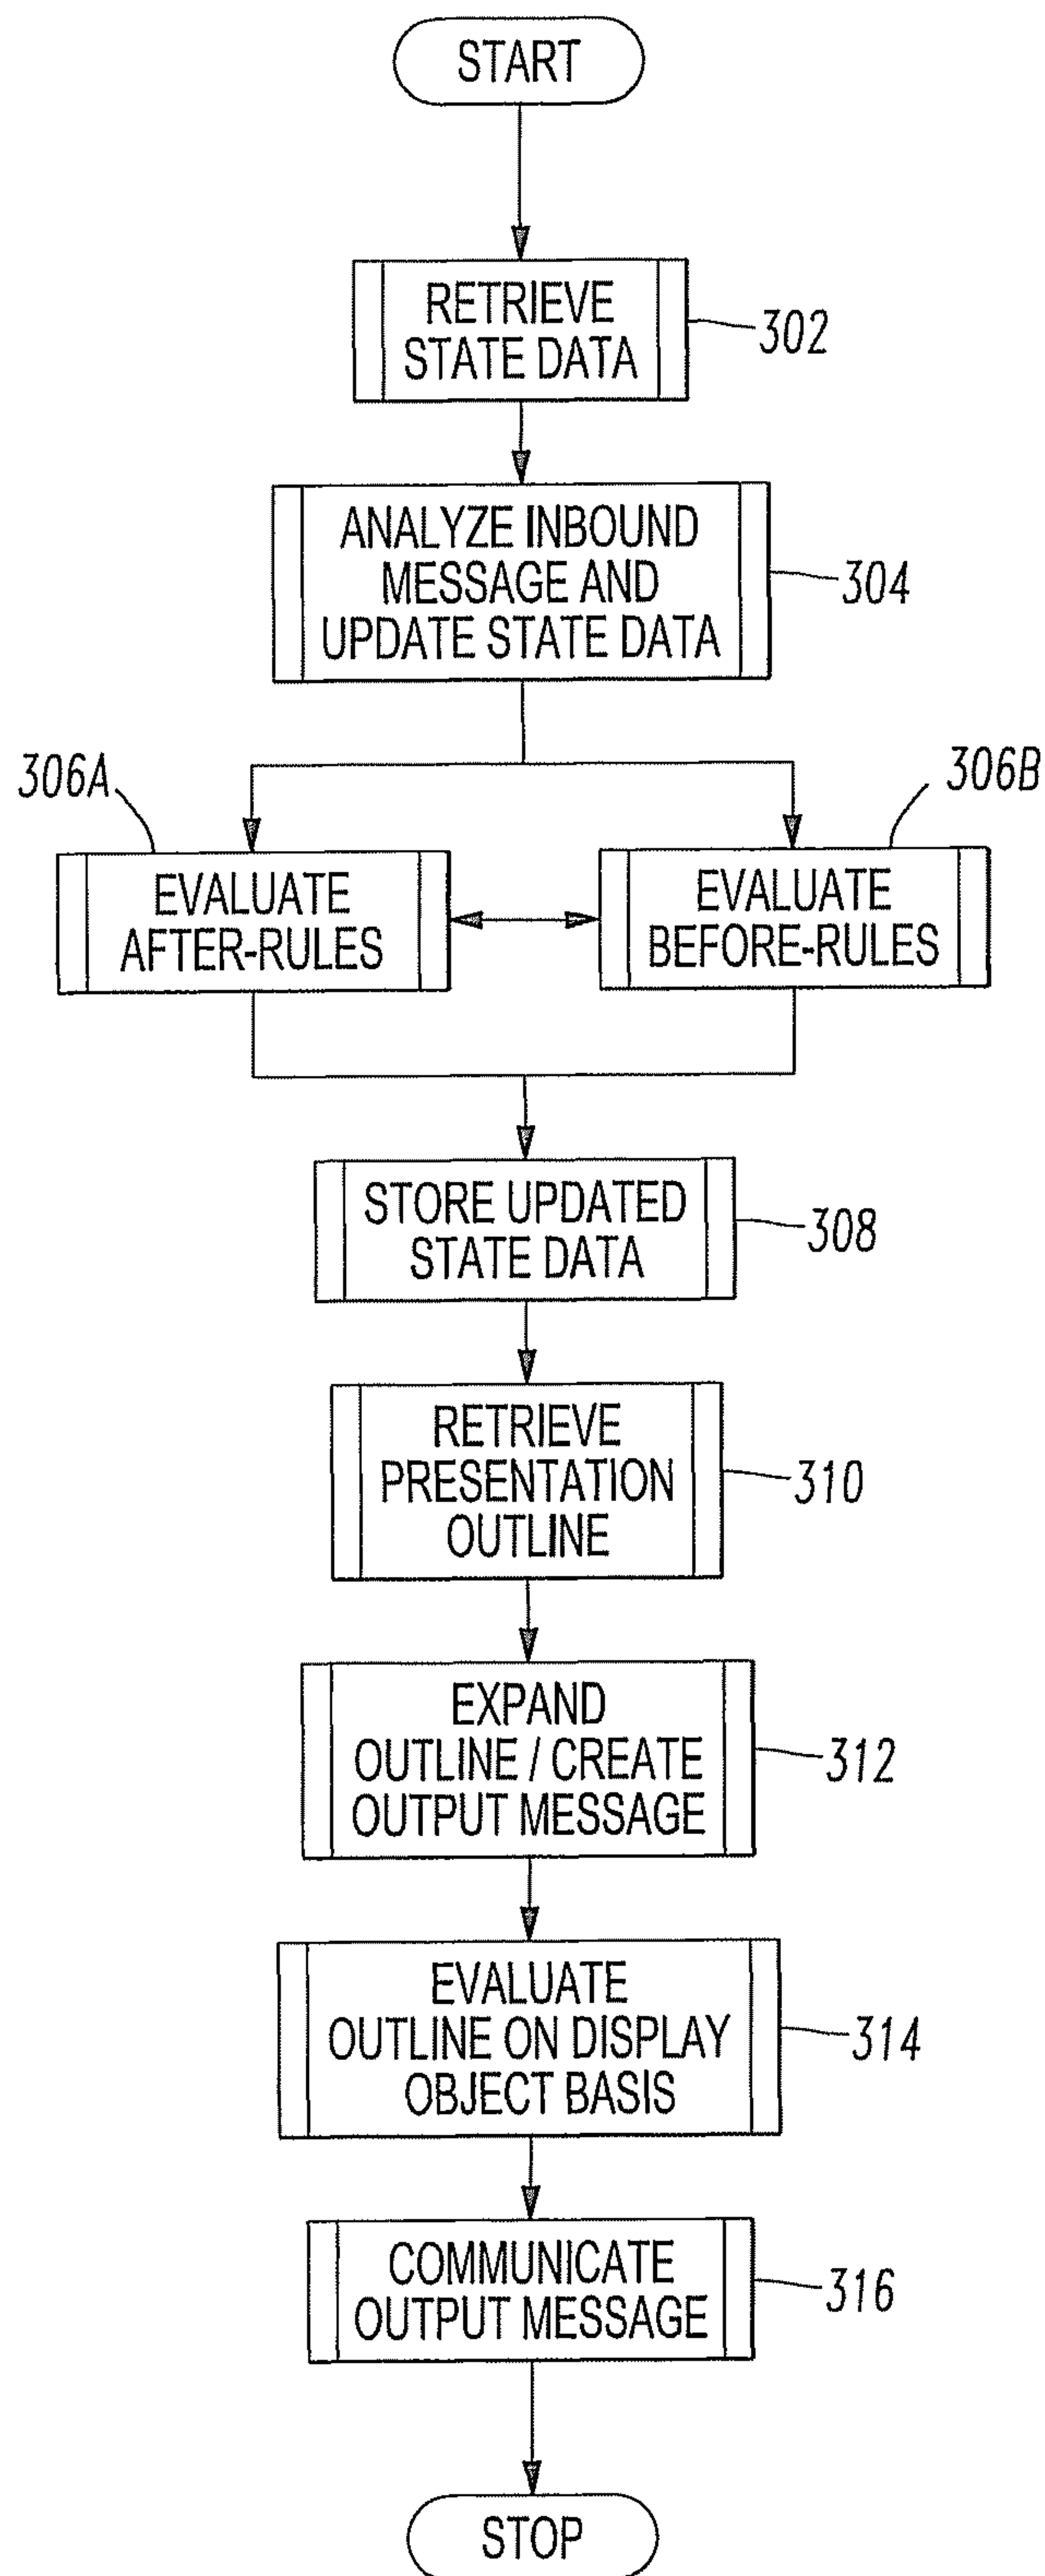 START
RETRIEVE
STATE DATA
302
ANALYZE INBOUND
MESSAGE AND
UPDATE STATE DATA
304
306A
306B
EVALUATE
AFTER-RULES
EVALUATE
BEFORE-RULES
STORE UPDATED
STATE DATA
308
RETRIEVE
PRESENTATION
OUTLINE
310
EXPAND
OUTLINE / CREATE
OUTPUT MESSAGE
312
EVALUATE
OUTLINE ON DISPLAY
OBJECT BASIS
314
COMMUNICATE
OUTPUT MESSAGE
316
STOP